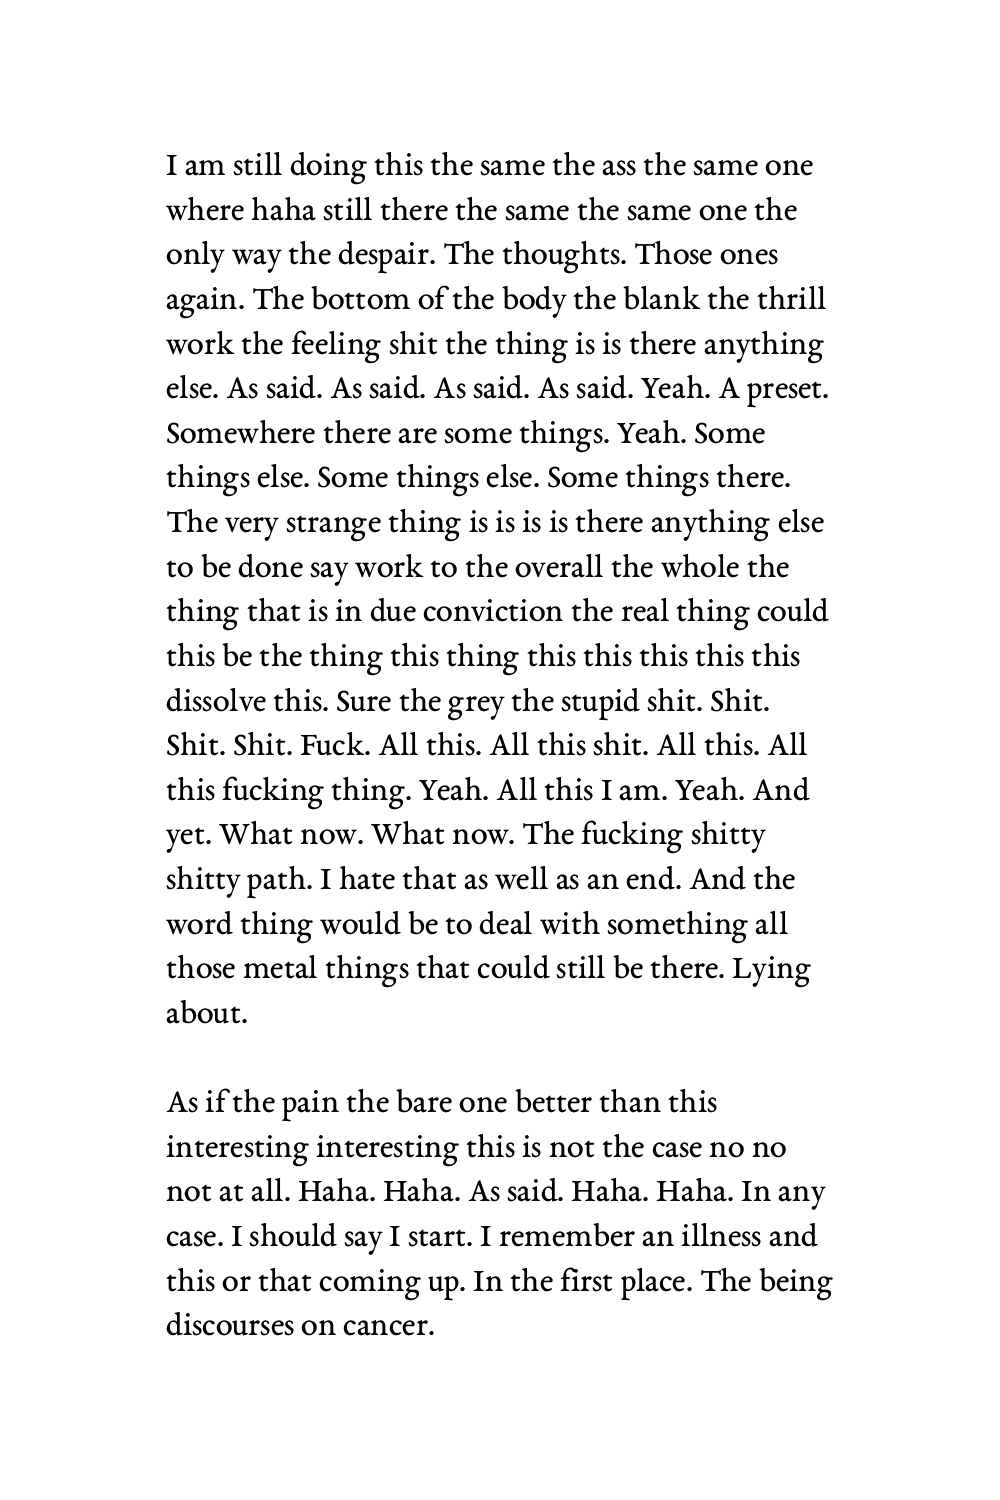 I am still doing this the same the ass the same one
where haha still there the same the same one the
only way the despair. The thoughts. Those ones
again. The bottom of the body the blank the thrill
work the feeling shit the thing is is there anything
else. As said. As said. As said. As said. Yeah. A preset.
Somewhere there are some things. Yeah. Some
things else. Some things else. Some things there.
The very strange thing is is is is there anything else
to be done say work to the overall the whole the
thing that is in due conviction the real thing could
this be the thing this thing this this this this this
dissolve this. Sure the grey the stupid shit. Shit.
Shit. Shit. Fuck. All this. All this shit. All this. All
this fucking thing. Yeah. All this I am. Yeah. And
yet. What now. What now. The fucking shitty
shitty path. I hate that as well as an end. And the
word thing would be to deal with something all
those metal things that could still be there. Lying
about.
As if the pain the bare one better than this
interesting interesting this is not the case no no
not at all. Haha. Haha. As said. Haha. Haha. In any
case. I should say I start. I remember an illness and
this or that coming up. In the first place. The being
discourses on cancer.